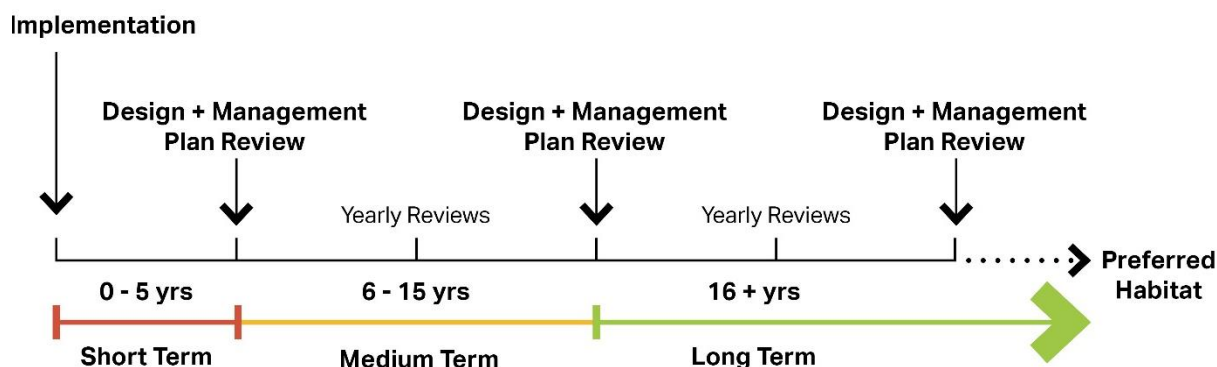 Implementation
Design + Management
Plan Review
Design + Management
Plan Review
Design + Management
Plan Review
Yearly Reviews
Yearly Reviews
0 - 5 yrs
6 - 15 yrs
16 + yrs
Preferred
Habitat
Short Term
Medium Term
Long Term